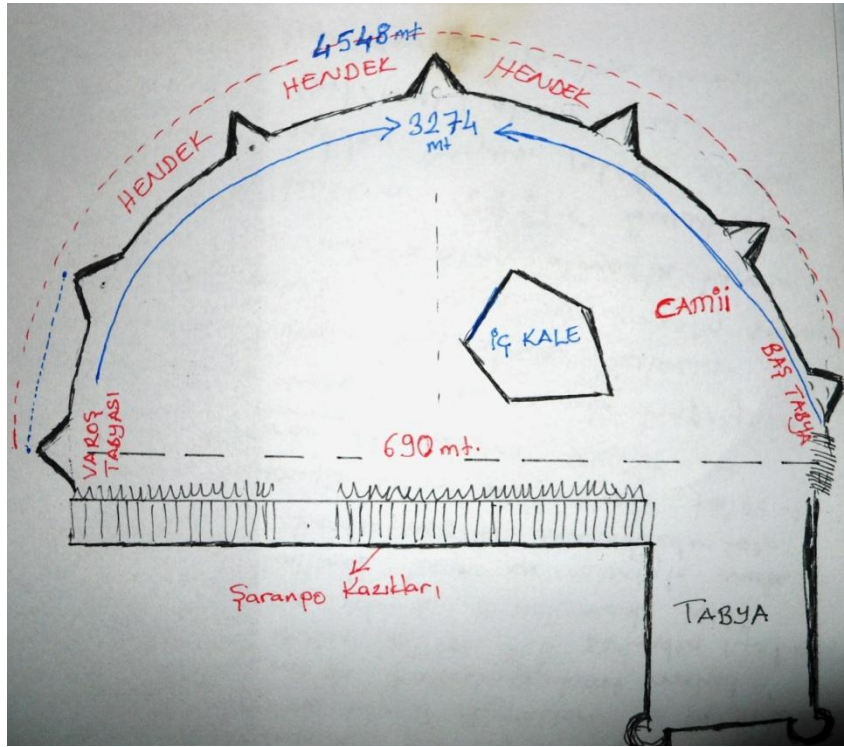 4548 mt
HENDEK
HENDEK
HENDEK
3274
mt
CAMİİ
İÇ KALE
BAŞ TABYA
VAROŞ
TABYASI
690 mt.
Şaranpo Kazıkları
TABYA